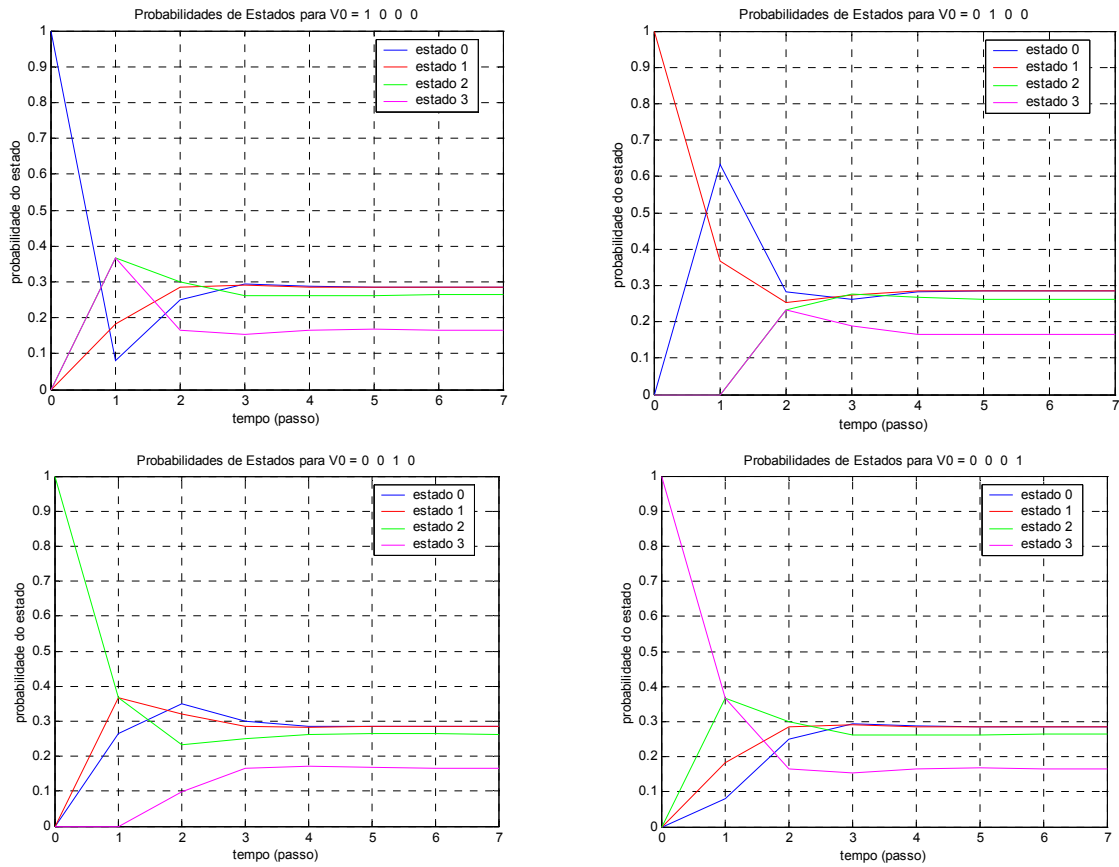 Probabilidades de Estados para V0 = 1 0 0 0
1
0.9
0.8
0.7
0.6
0.5
0.4
0.3
0.2
0.1
0
probabilidade do estado
estado 0
estado 1
estado 2
estado 3
0 1 2 3 4 5 6 7
tempo (passo)
Probabilidades de Estados para V0 = 0 1 0 0
1
0.9
0.8
0.7
0.6
0.5
0.4
0.3
0.2
0.1
0
probabilidade do estado
estado 0
estado 1
estado 2
estado 3
0 1 2 3 4 5 6 7
tempo (passo)
Probabilidades de Estados para V0 = 0 0 1 0
1
0.9
0.8
0.7
0.6
0.5
0.4
0.3
0.2
0.1
0
probabilidade do estado
estado 0
estado 1
estado 2
estado 3
0 1 2 3 4 5 6 7
tempo (passo)
Probabilidades de Estados para V0 = 0 0 0 1
1
0.9
0.8
0.7
0.6
0.5
0.4
0.3
0.2
0.1
0
probabilidade do estado
estado 0
estado 1
estado 2
estado 3
0 1 2 3 4 5 6 7
tempo (passo)